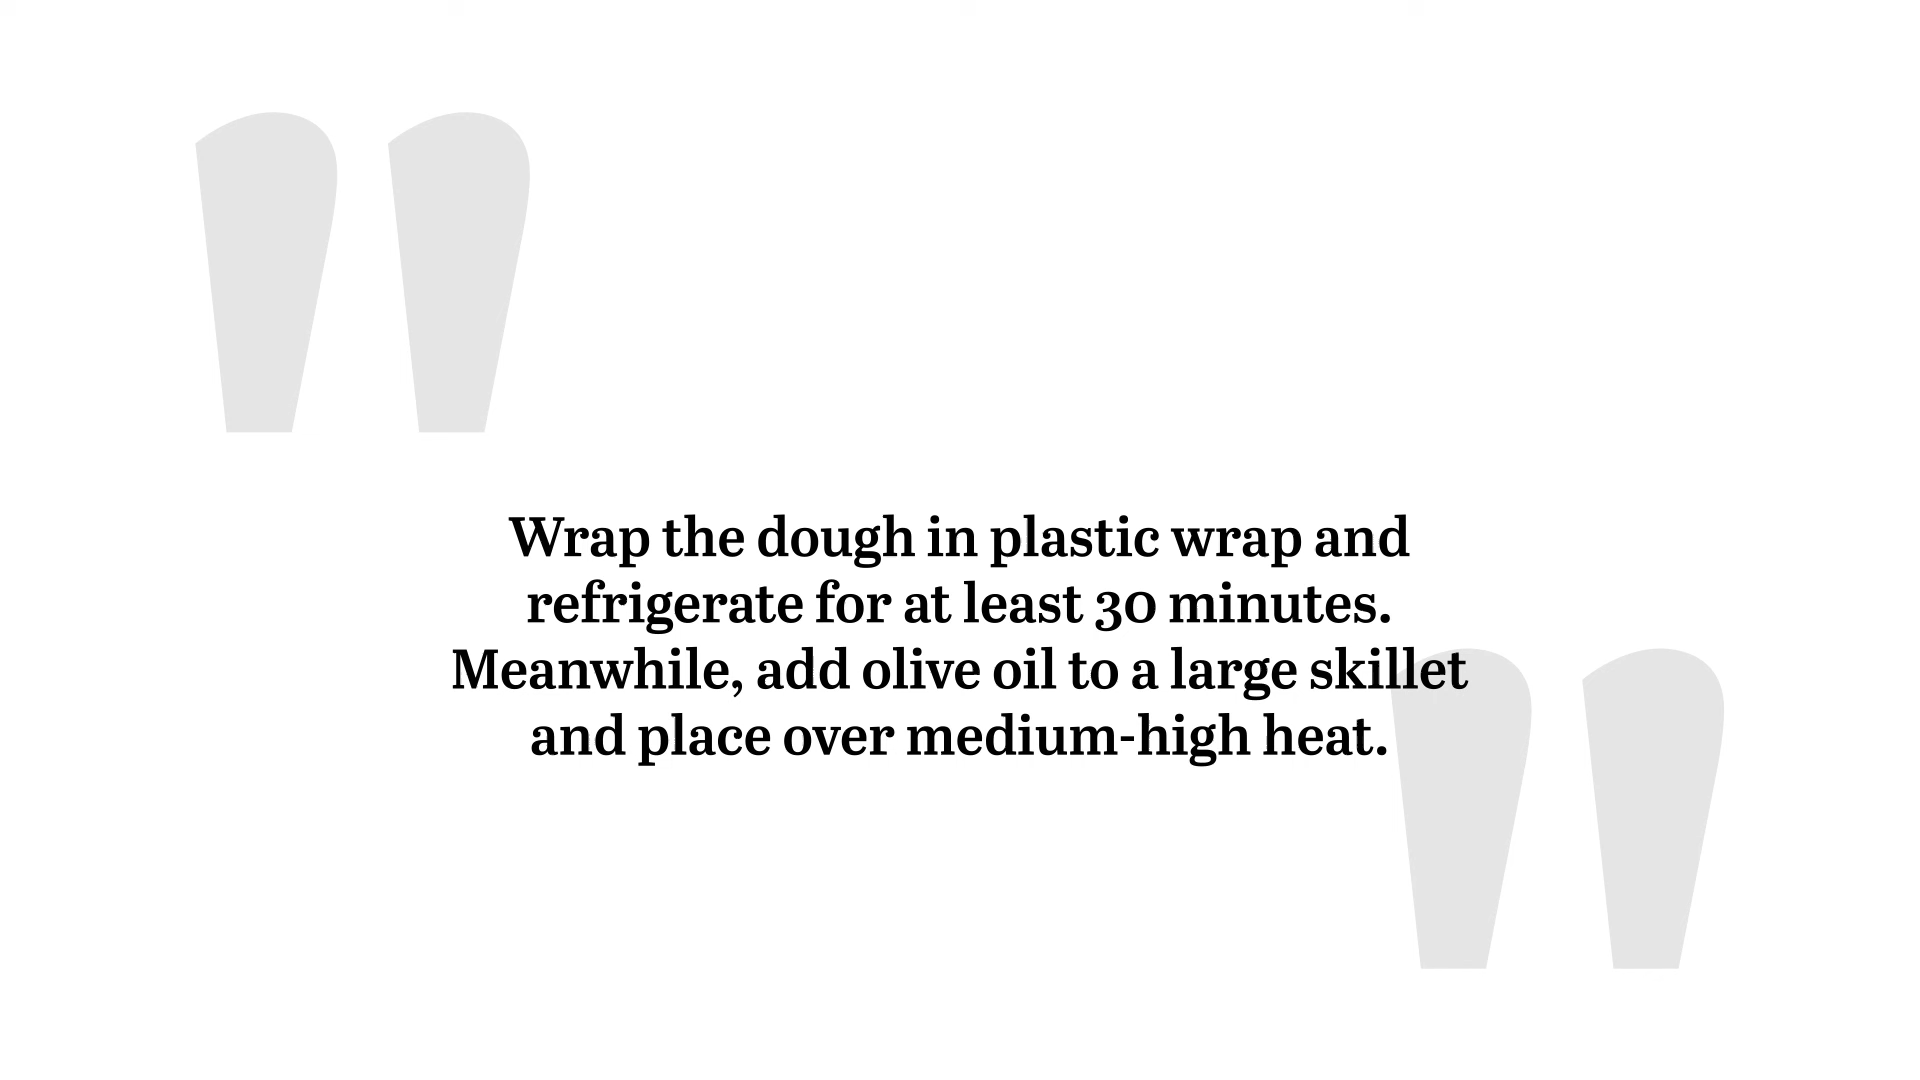 "
Wrap the dough in plastic wrap and
refrigerate for at least 30 minutes.
Meanwhile, add olive oil to a large skillet
and place over medium-high heat.
"